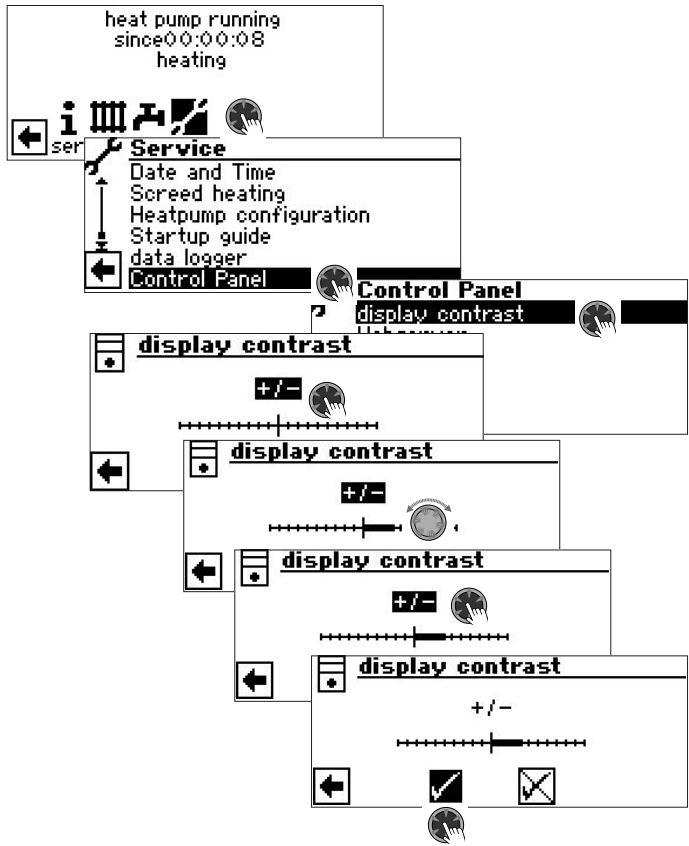 heat pump running
since00:00:08
heating
ser
Service
Date and Time
Screed heating
Heatpump configuration
Startup guide
data logger
Control Panel
Control Panel
display contrast
display contrast
+/-
display contrast
+/-
display contrast
+/-
display contrast
+/-